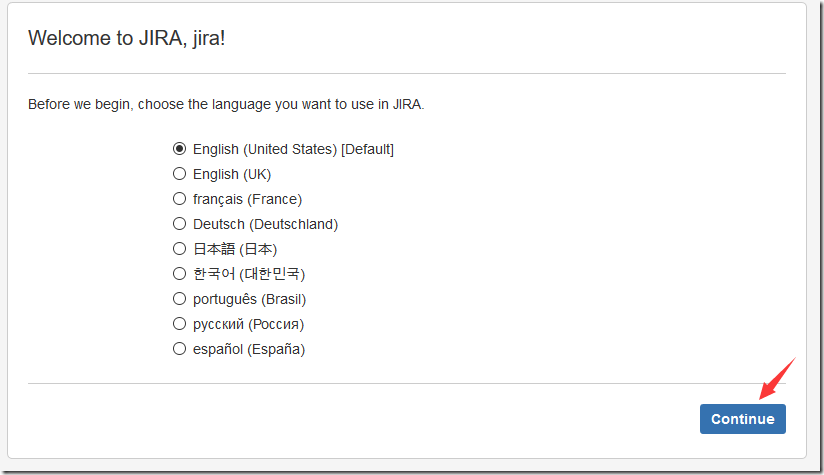 Welcome to JIRA, jira!
Before we begin, choose the language you want to use in JIRA.
English (United States) [Default]
English (UK)
français (France)
Deutsch (Deutschland)
日本語 (日本)
한국어 (대한민국)
português (Brasil)
русский (Россия)
español (España)
Continue